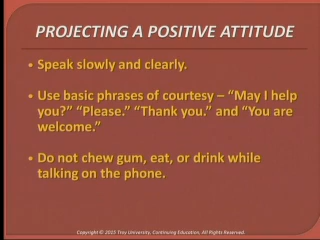 PROJECTING A POSITIVE ATTITUDE
• Speak slowly and clearly.
• Use basic phrases of courtesy – “May I help
you?” “Please.” “Thank you.” and “You are
welcome.”
• Do not chew gum, eat, or drink while
talking on the phone.
Copyright © 2015 Troy University, Continuing Education, All Rights Reserved.